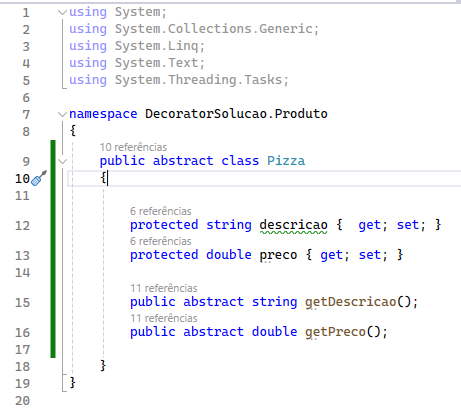 1 using System;
2 using System.Collections.Generic;
3 using System.Linq;
4 using System.Text;
5 using System.Threading.Tasks;
6
7 namespace DecoratorSolucao.Produto
8 {
10 referências
9 public abstract class Pizza
10 {
11
6 referências
12 protected string descricao {  get; set; }
6 referências
13 protected double preco { get; set; }
14
11 referências
15 public abstract string getDescricao();
11 referências
16 public abstract double getPreco();
17
18 }
19 }
20